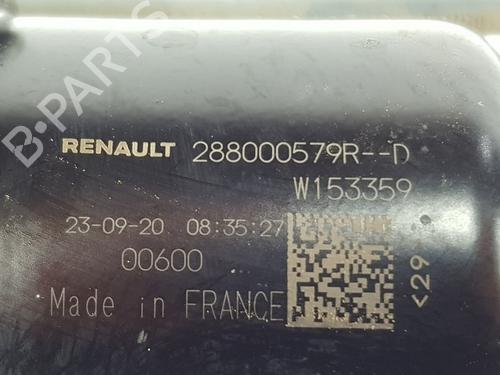 B-PARTS
RENAULT 288000579R--D
W153359
23-09-20 08:35:27
00600
Made in FRANCE
<29